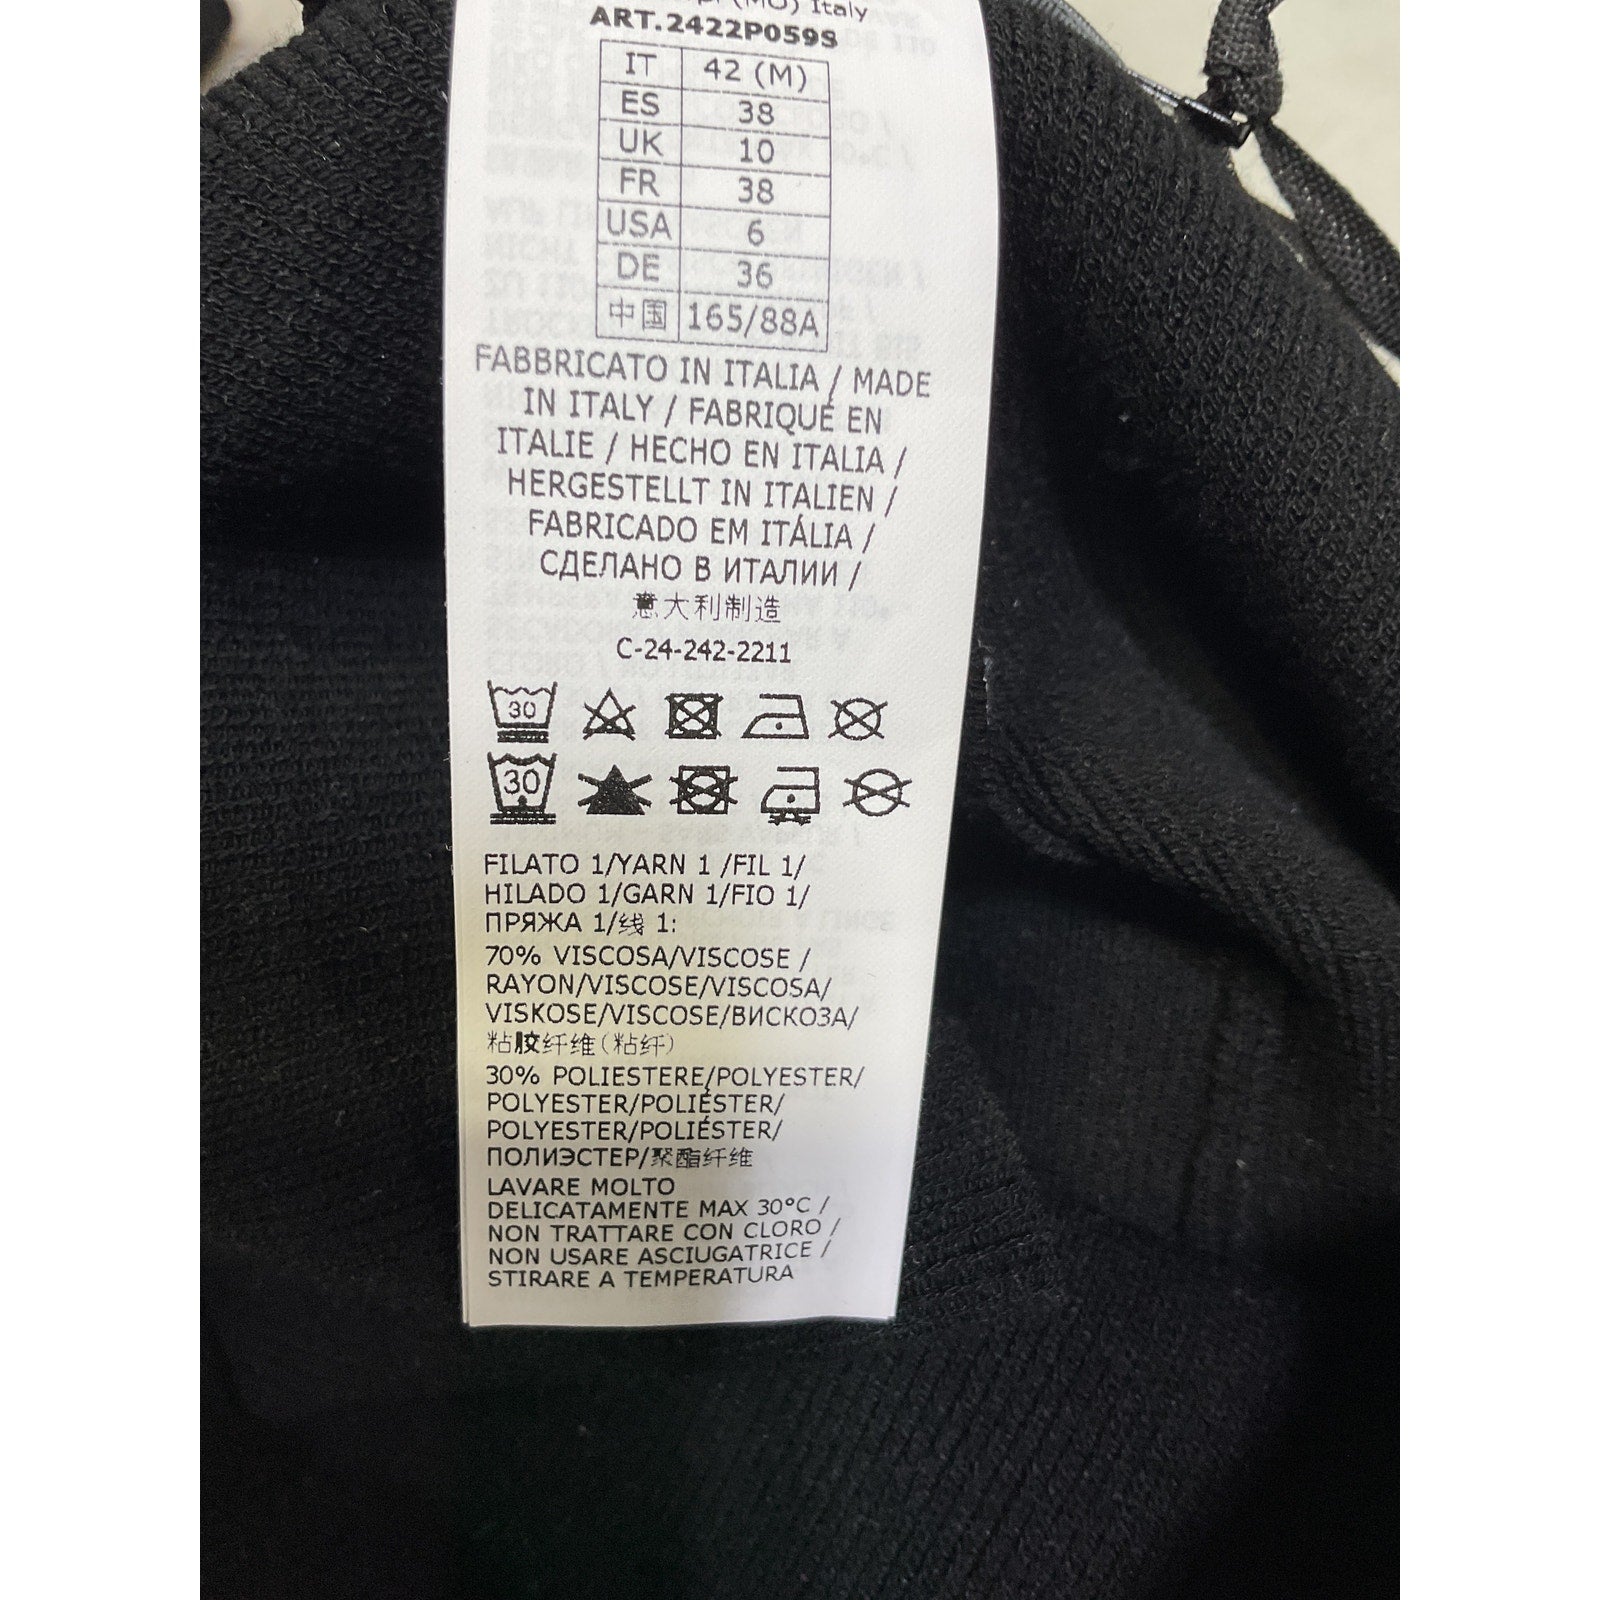 (MO) Italy
ART.2422P059S
IT 42 (M)
ES 38
UK 10
FR 38
USA 6
DE 36
中国 165/88A
FABBRICATO IN ITALIA / MADE
IN ITALY / FABRIQUÉ EN
ITALIE / HECHO EN ITALIA /
HERGESTELLT IN ITALIEN /
FABRICADO EM ITÁLIA /
СДЕЛАНО В ИТАЛИИ /
意大利制造
C-24-242-2211
30
30
FILATO 1/YARN 1 /FIL 1/
HILADO 1/GARN 1/FIO 1/
ПРЯЖА 1/线 1:
70% VISCOSA/VISCOSE /
RAYON/VISCOSE/VISCOSA/
VISKOSE/VISCOSE/ВИСКОЗА/
粘胶纤维(粘纤)
30% POLIESTERE/POLYESTER/
POLYESTER/POLIÉSTER/
POLYESTER/POLIÉSTER/
ПОЛИЭСТЕР/聚酯纤维
LAVARE MOLTO
DELICATAMENTE MAX 30°C /
NON TRATTARE CON CLORO /
NON USARE ASCIUGATRICE /
STIRARE A TEMPERATURA